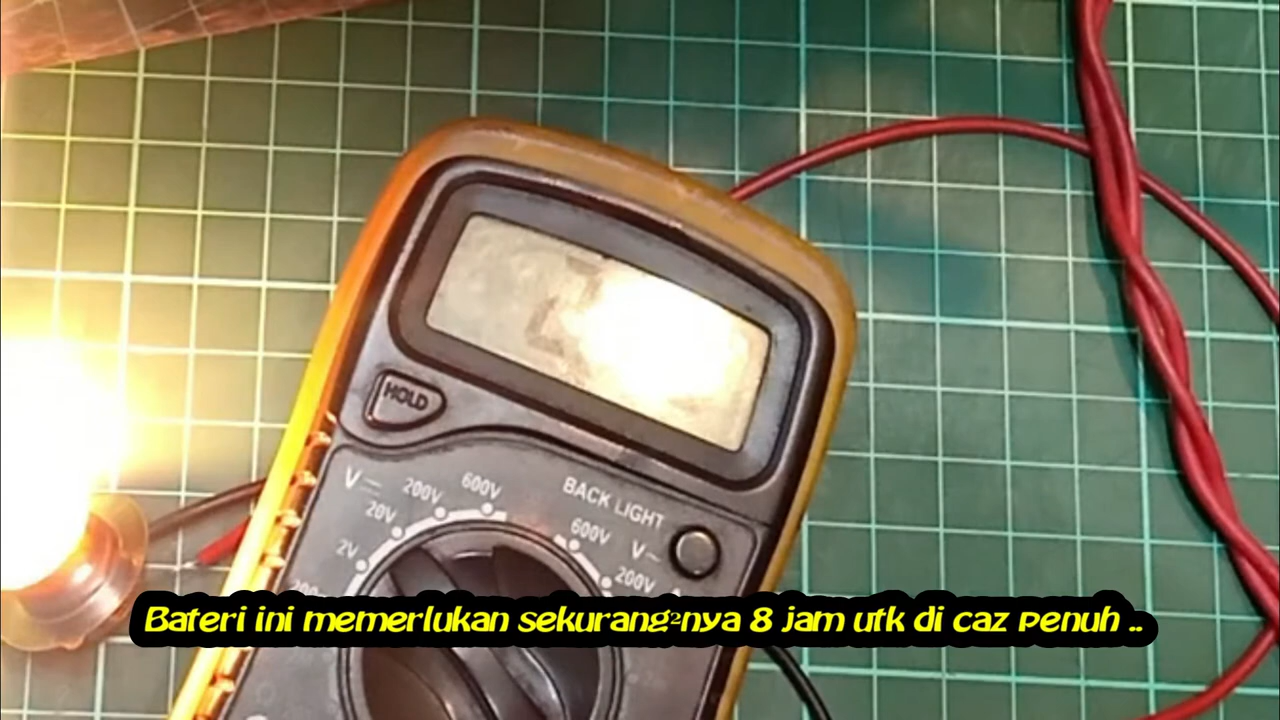 HOLD
V
200V
600V
BACK LIGHT
20V
600V
V~
2V
200V
Bateri ini memerlukan sekurang²nya 8 jam utk di caz penuh ..